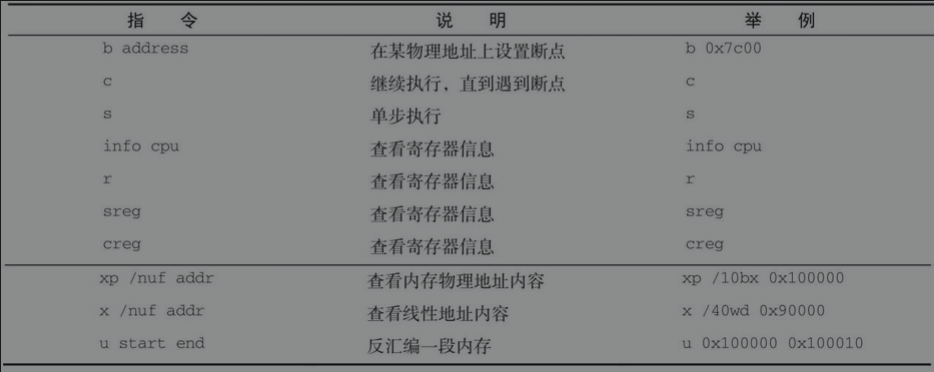 指 令 说 明 举 例
b address 在某物理地址上设置断点 b 0x7c00
c 继续执行，直到遇到断点 c
s 单步执行 s
info cpu 查看寄存器信息 info cpu
r 查看寄存器信息 r
sreg 查看寄存器信息 sreg
creg 查看寄存器信息 creg
xp /nuf addr 查看内存物理地址内容 xp /10bx 0x100000
x /nuf addr 查看线性地址内容 x /40wd 0x90000
u start end 反汇编一段内存 u 0x100000 0x100010